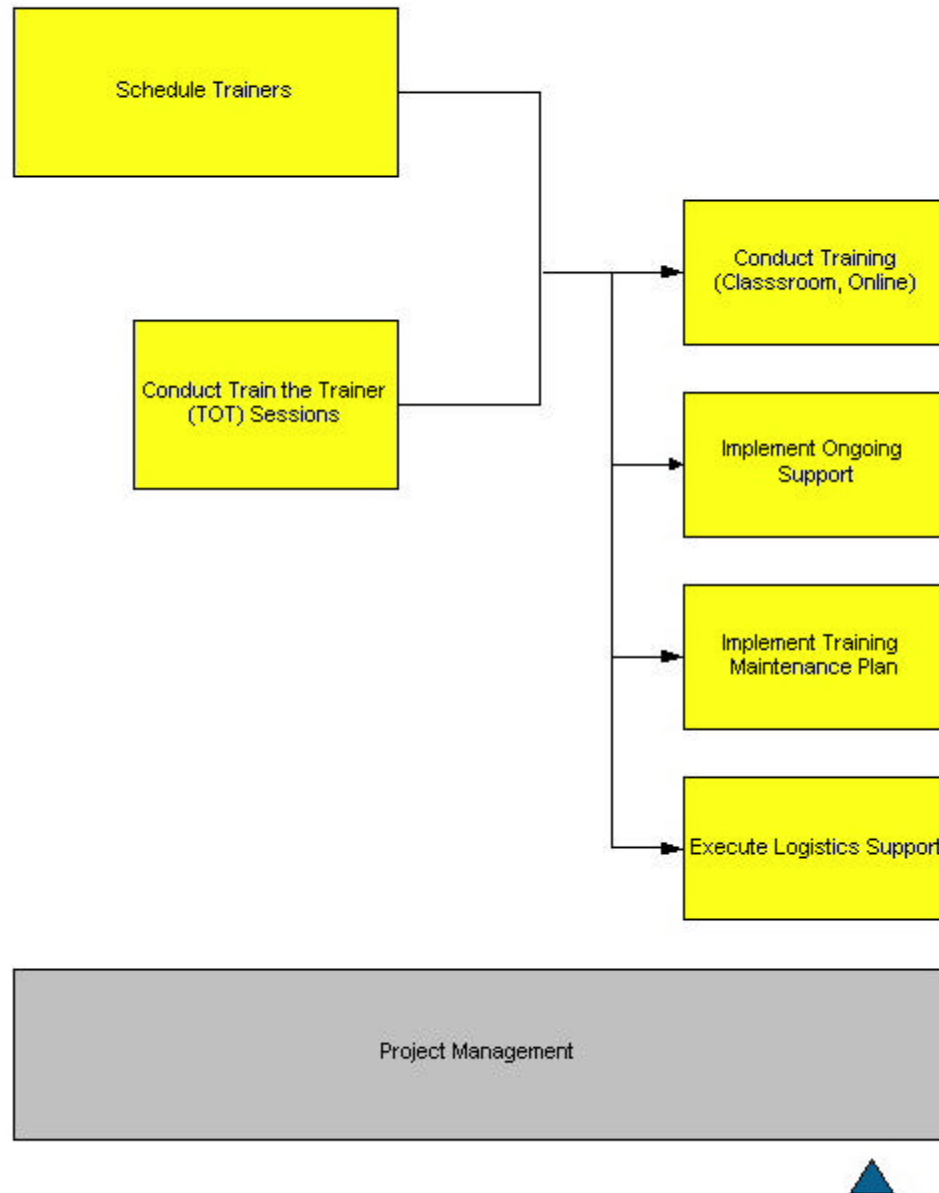 Schedule Trainers
Conduct Train the Trainer
(TOT) Sessions
Conduct Training
(Classsroom, Online)
Implement Ongoing
Support
Implement Training
Maintenance Plan
Execute Logistics Support
Project Management